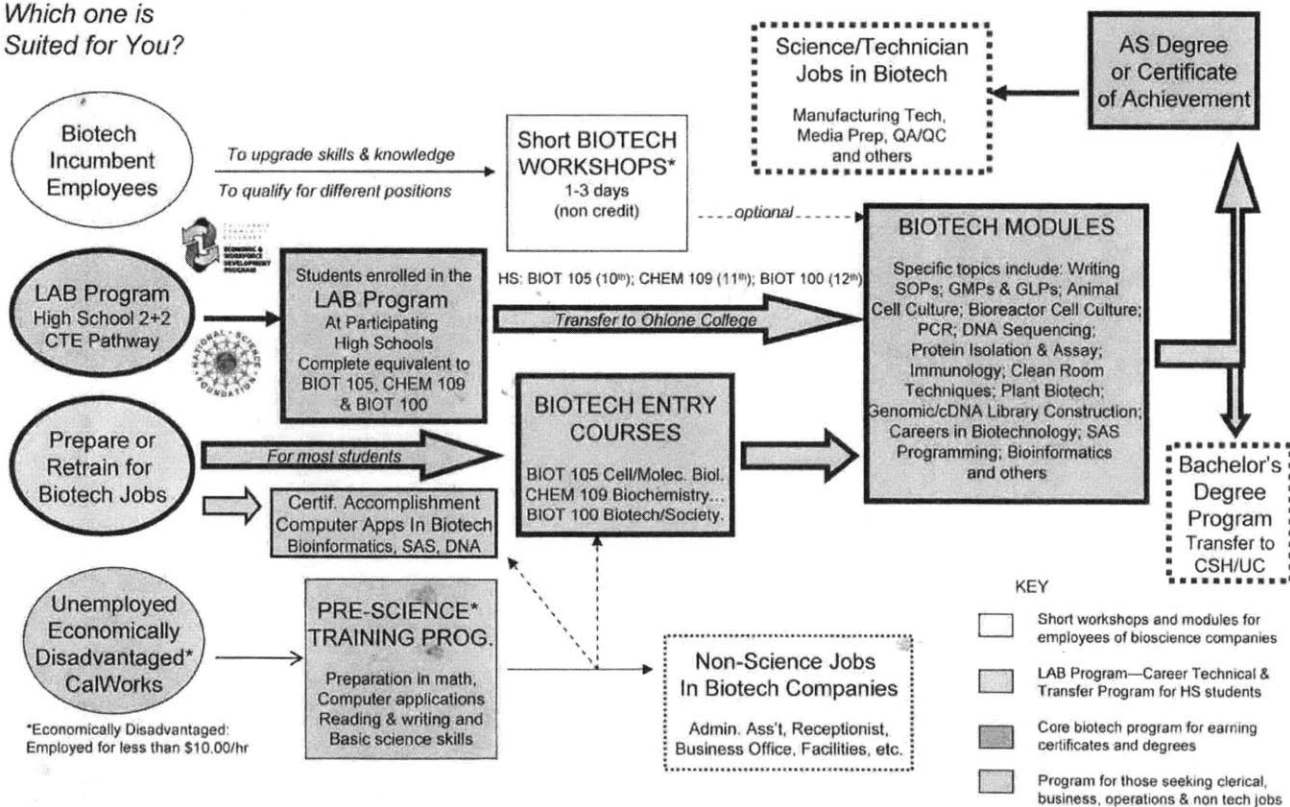 Which one is
Suited for You?
Biotech
Incumbent
Employees
To upgrade skills & knowledge
To qualify for different positions
Short BIOTECH
WORKSHOPS*
1-3 days
(non credit)
optional
Science/Technician
Jobs in Biotech
Manufacturing Tech,
Media Prep, QA/QC
and others
AS Degree
or Certificate
of Achievement
ECONOMIC &
WORKFORCE
DEVELOPMENT
PROGRAM
LAB Program
High School 2+2
CTE Pathway
NATIONAL SCIENCE FOUNDATION
Students enrolled in the
LAB Program
At Participating
High Schools
Complete equivalent to
BIOT 105, CHEM 109
& BIOT 100
HS: BIOT 105 (10th); CHEM 109 (11th); BIOT 100 (12th)
Transfer to Ohlone College
BIOTECH MODULES
Specific topics include: Writing
SOPs; GMPs & GLPs; Animal
Cell Culture; Bioreactor Cell Culture;
PCR; DNA Sequencing;
Protein Isolation & Assay;
Immunology; Clean Room
Techniques; Plant Biotech;
Genomic/cDNA Library Construction;
Careers in Biotechnology; SAS
Programming; Bioinformatics
and others
Prepare or
Retrain for
Biotech Jobs
For most students
Certif. Accomplishment
Computer Apps In Biotech
Bioinformatics, SAS, DNA
BIOTECH ENTRY
COURSES
BIOT 105 Cell/Molec. Biol.
CHEM 109 Biochemistry...
BIOT 100 Biotech/Society.
Bachelor's
Degree
Program
Transfer to
CSH/UC
Unemployed
Economically
Disadvantaged*
CalWorks
*Economically Disadvantaged:
Employed for less than $10.00/hr
PRE-SCIENCE*
TRAINING PROG.
Preparation in math,
Computer applications
Reading & writing and
Basic science skills
Non-Science Jobs
In Biotech Companies
Admin. Ass't, Receptionist,
Business Office, Facilities, etc.
KEY
Short workshops and modules for
employees of bioscience companies
LAB Program—Career Technical &
Transfer Program for HS students
Core biotech program for earning
certificates and degrees
Program for those seeking clerical,
business, operations & non tech jobs